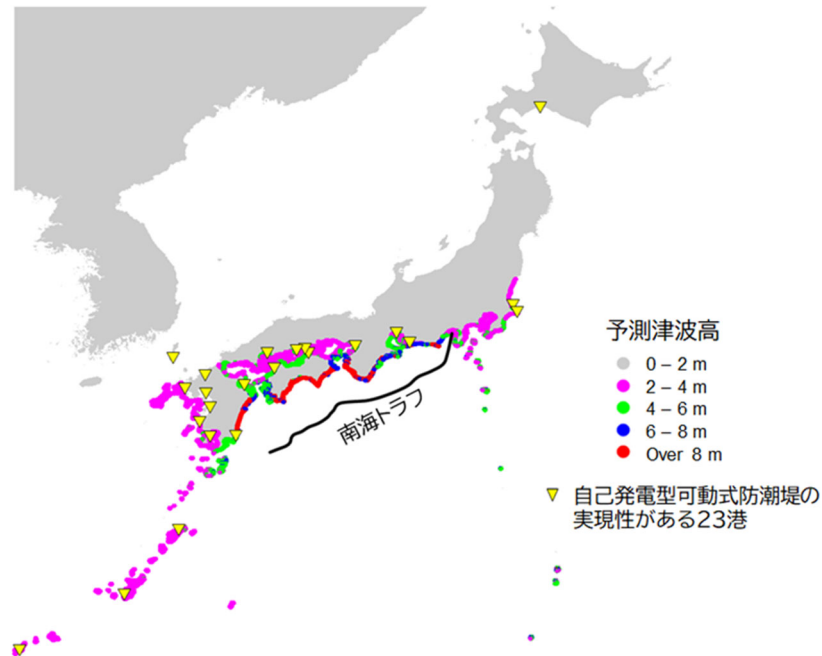 予測津波高
0 – 2 m
2 – 4 m
4 – 6 m
6 – 8 m
Over 8 m
南海トラフ
自己発電型可動式防潮堤の
実現性がある23港